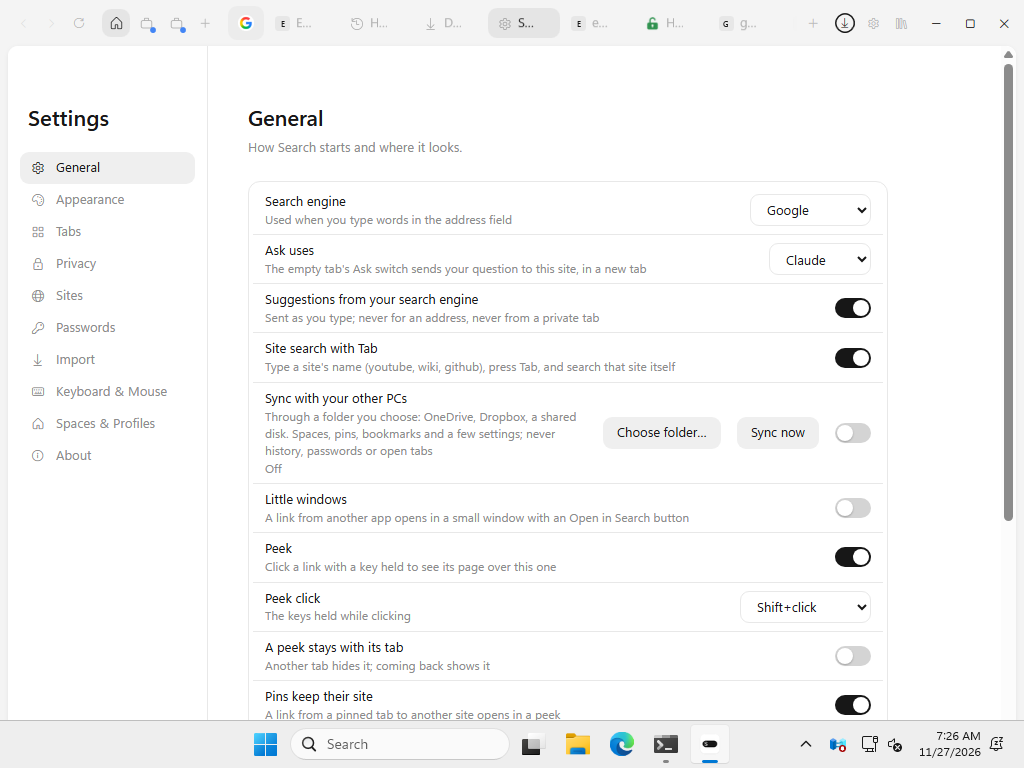 E E...
H...
D...
S...
E e...
H...
G g...
Settings
General
Appearance
Tabs
Privacy
Sites
Passwords
Import
Keyboard & Mouse
Spaces & Profiles
About
General
How Search starts and where it looks.
Search engine
Used when you type words in the address field
Google
Ask uses
The empty tab's Ask switch sends your question to this site, in a new tab
Claude
Suggestions from your search engine
Sent as you type; never for an address, never from a private tab
Site search with Tab
Type a site's name (youtube, wiki, github), press Tab, and search that site itself
Sync with your other PCs
Through a folder you choose: OneDrive, Dropbox, a shared
disk. Spaces, pins, bookmarks and a few settings; never
history, passwords or open tabs
Off
Choose folder...
Sync now
Little windows
A link from another app opens in a small window with an Open in Search button
Peek
Click a link with a key held to see its page over this one
Peek click
The keys held while clicking
Shift+click
A peek stays with its tab
Another tab hides it; coming back shows it
Pins keep their site
A link from a pinned tab to another site opens in a peek
Search
7:26 AM
11/27/2026